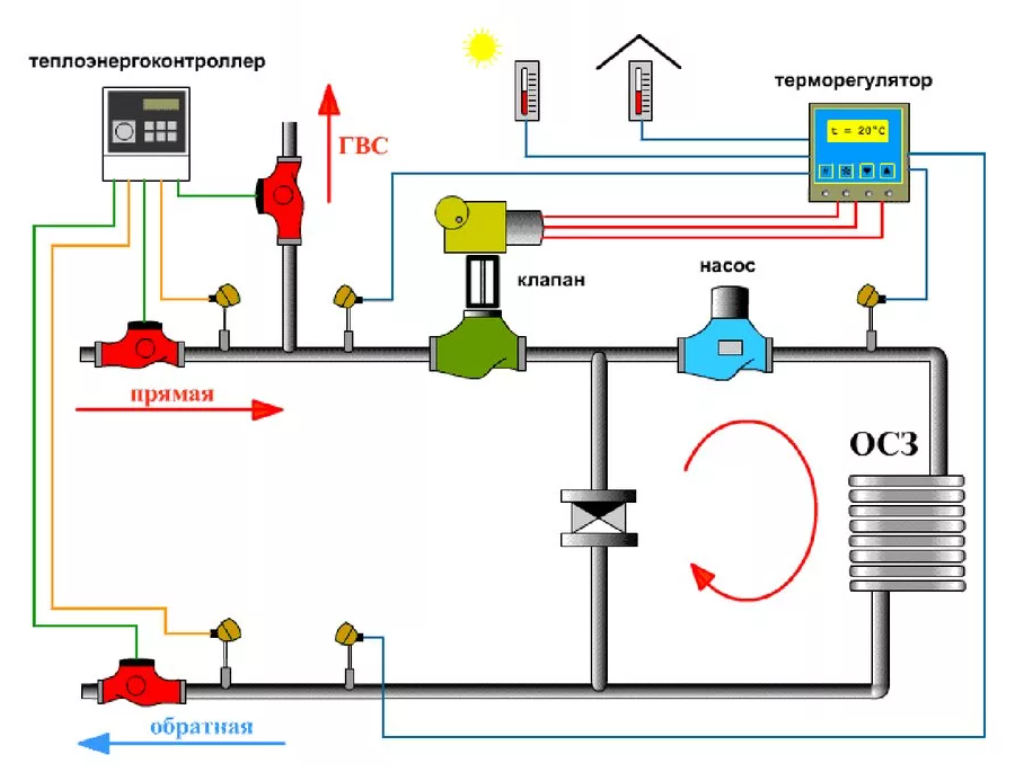 теплоэнергоконтроллер
терморегулятор
t = 20°C
ГВС
клапан
насос
прямая
ОСЗ
обратная